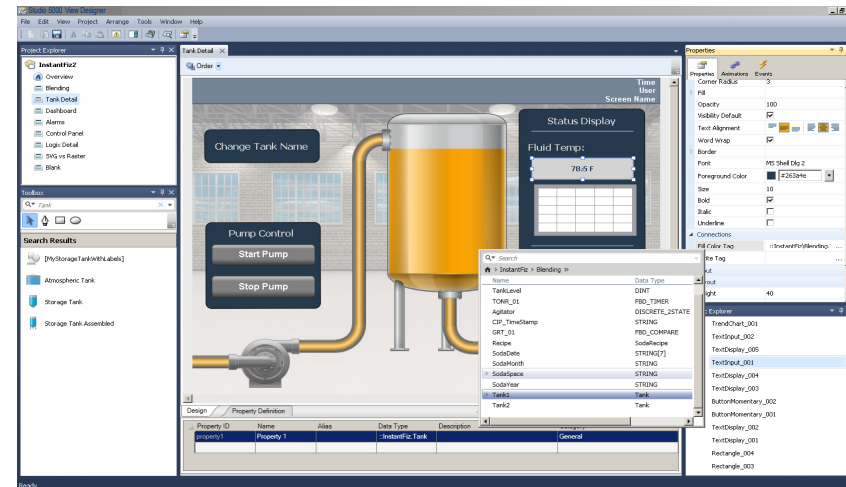 Studio 5000 View Designer
File Edit View Project Arrange Tools Window Help
Project Explorer
InstantFiz2
Overview
Blending
Tank Detail
Dashboard
Alarms
Control Panel
Logix Detail
SVG vs Raster
Blank
Toolbox
Tank
Search Results
[MyStorageTankWithLabels]
Atmospheric Tank
Storage Tank
Storage Tank Assembled
Tank Detail
Order
Time
User
Screen Name
Change Tank Name
Status Display
Fluid Temp:
78.5 F
Pump Control
Start Pump
Stop Pump
Search
> InstantFiz > Blending »
Name Data Type
TankLevel DINT
TONR_01 FBD_TIMER
Agitator DISCRETE_2STATE
CIP_TimeStamp STRING
GRT_01 FBD_COMPARE
Recipe SodaRecipe
SodaDate STRING[7]
SodaMonth STRING
SodaSpace STRING
SodaYear STRING
Tank1 Tank
Tank2 Tank
Design Property Definition
Property ID Name Alias Data Type Description
property1 Property 1 ::InstantFiz.Tank General
Properties
Properties Animations Events
Corner Radius 3
Fill
Opacity 100
Visibility Default
Text Alignment
Word Wrap
Border
Font MS Shell Dlg 2
Foreground Color #263a4e
Size 10
Bold
Italic
Underline
Connections
Fill Color Tag ::InstantFiz\Blending.' ...
te Tag ...
ut
out
ght 40
Explorer
TrendChart_001
TextInput_002
TextDisplay_005
TextInput_001
TextDisplay_004
TextDisplay_003
ButtonMomentary_002
ButtonMomentary_001
TextDisplay_002
TextDisplay_001
Rectangle_004
Rectangle_003
Ready